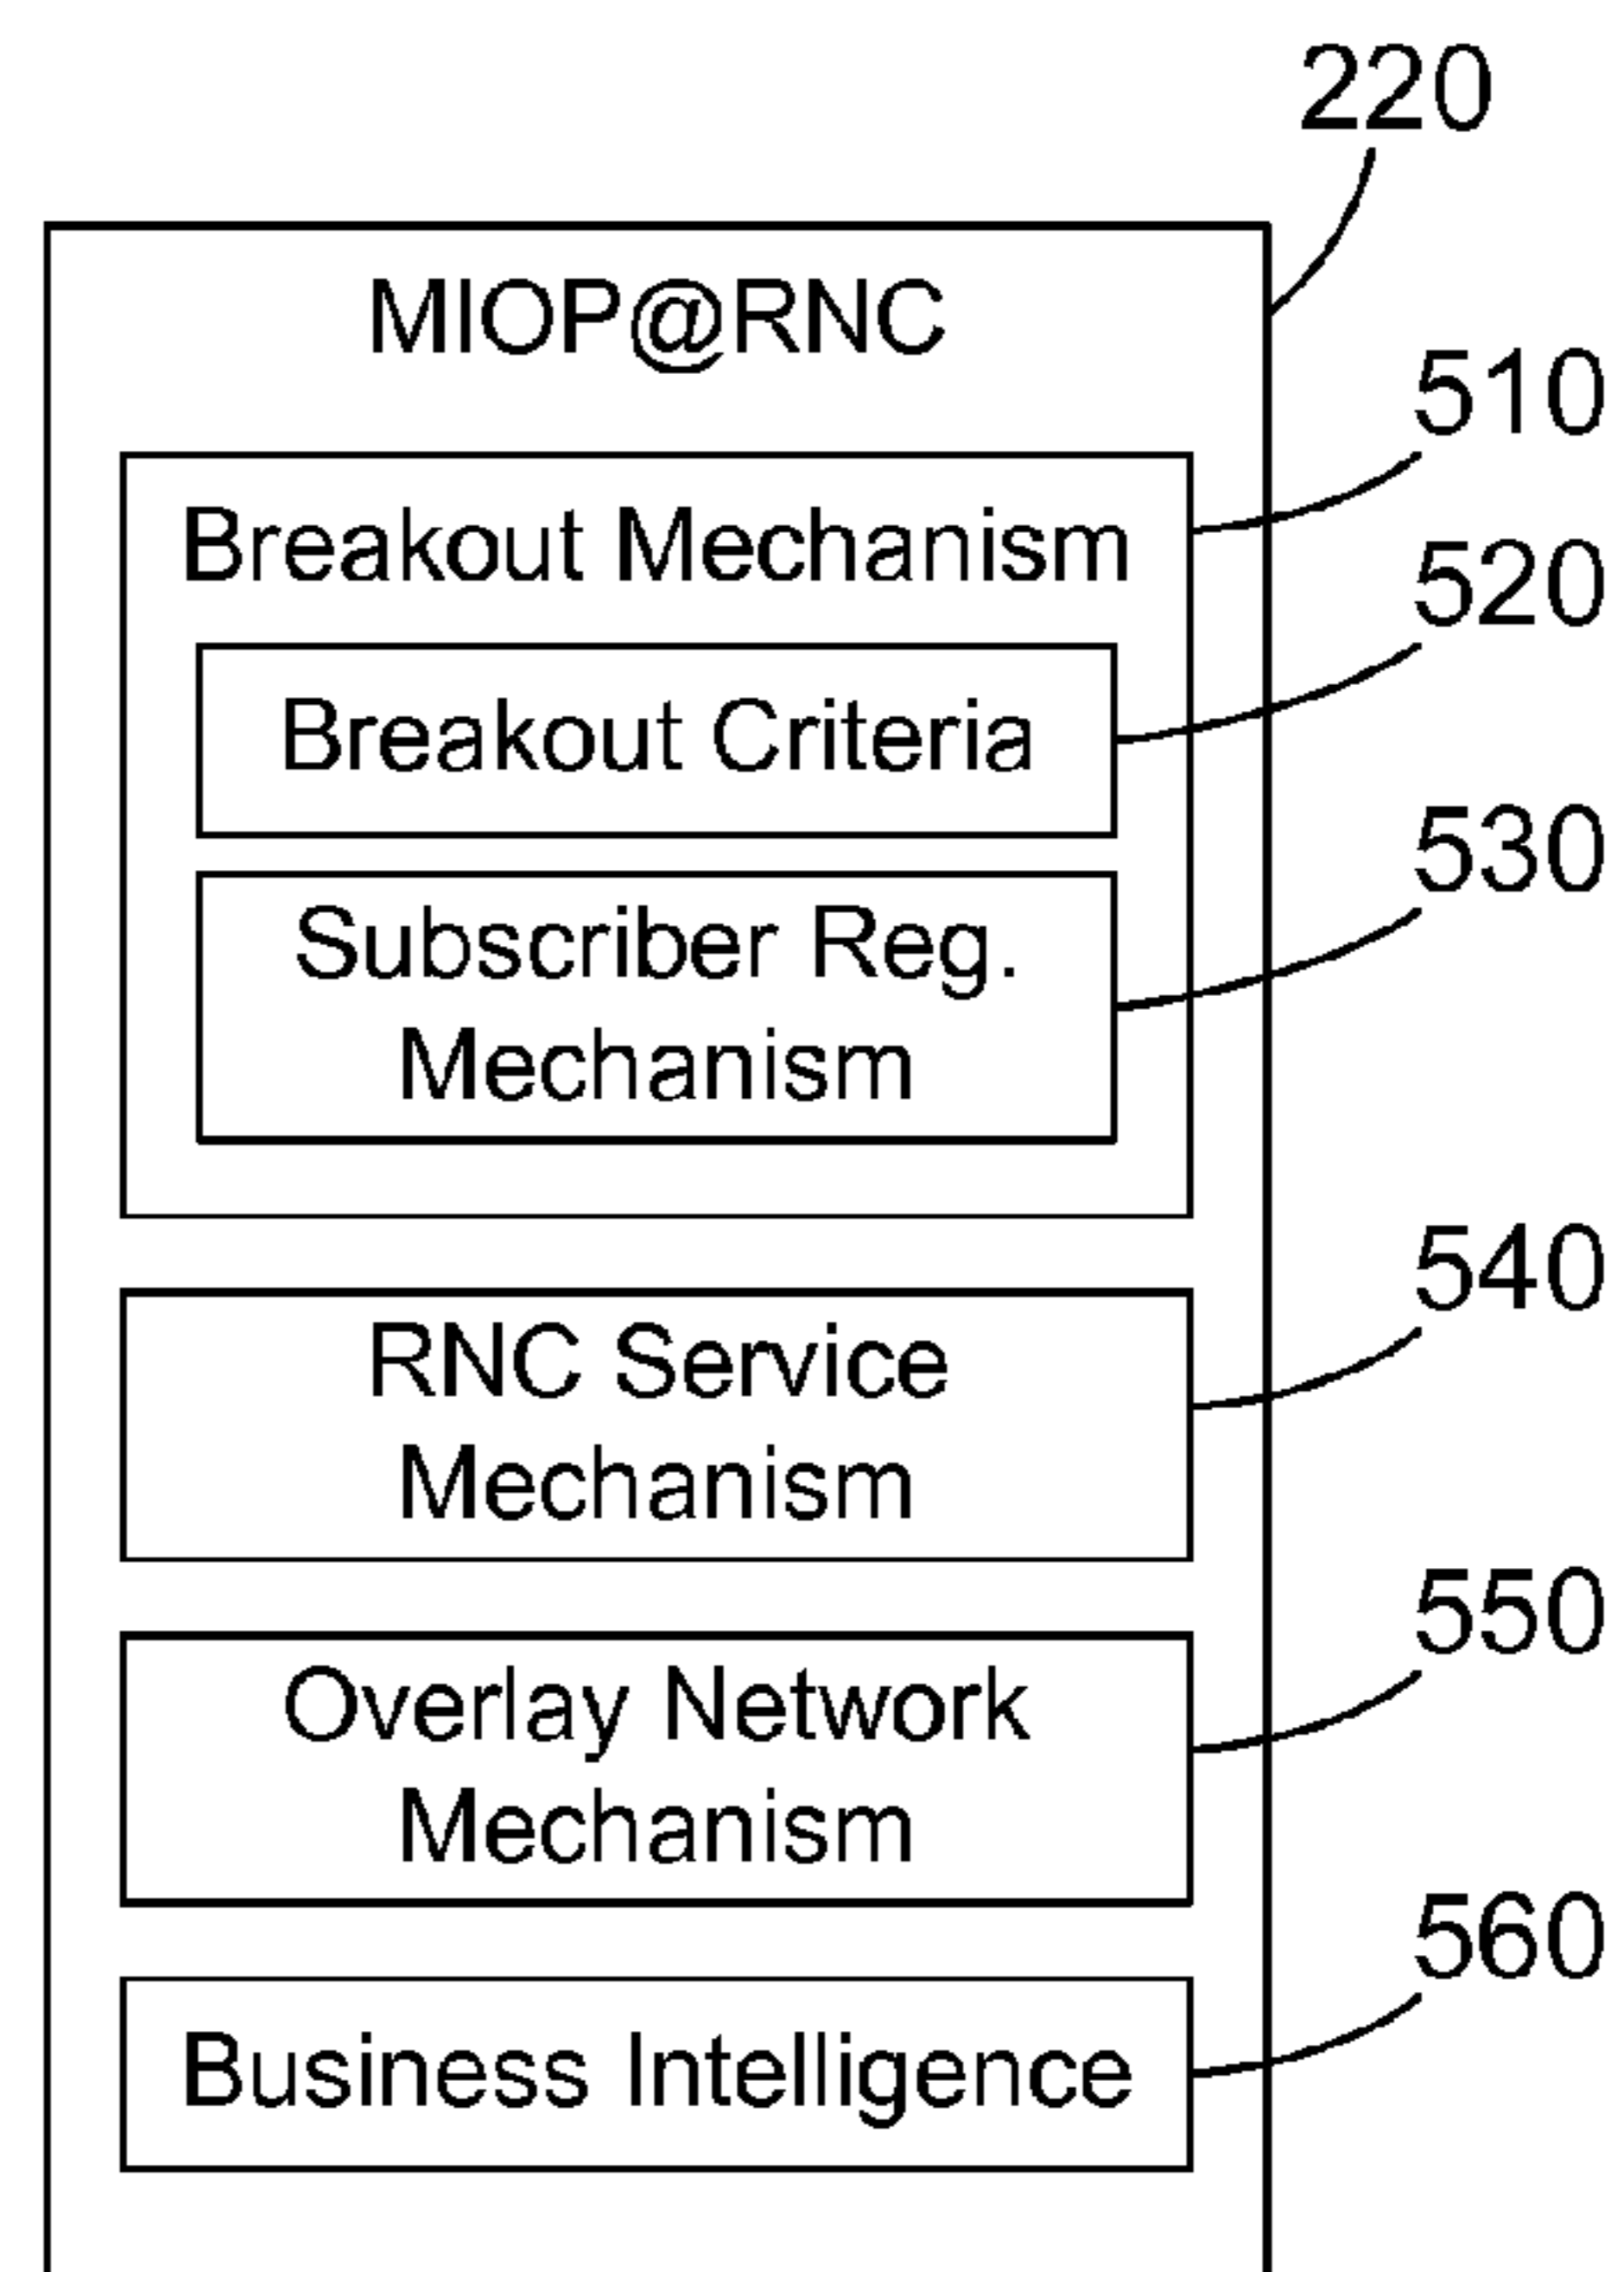 220
MIOP@RNC
510
Breakout Mechanism
520
Breakout Criteria
530
Subscriber Reg.
Mechanism
540
RNC Service
Mechanism
550
Overlay Network
Mechanism
560
Business Intelligence